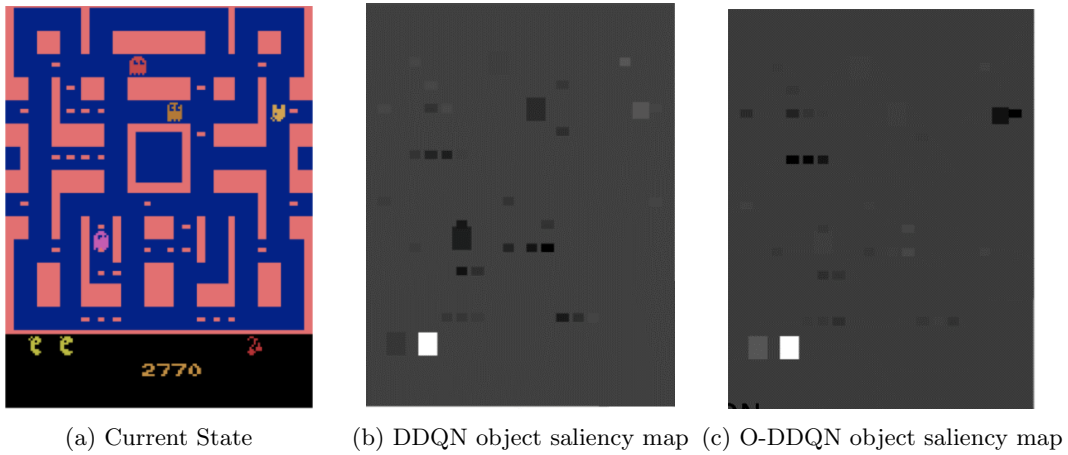 2770
(a) Current State
(b) DDQN object saliency map
(c) O-DDQN object saliency map